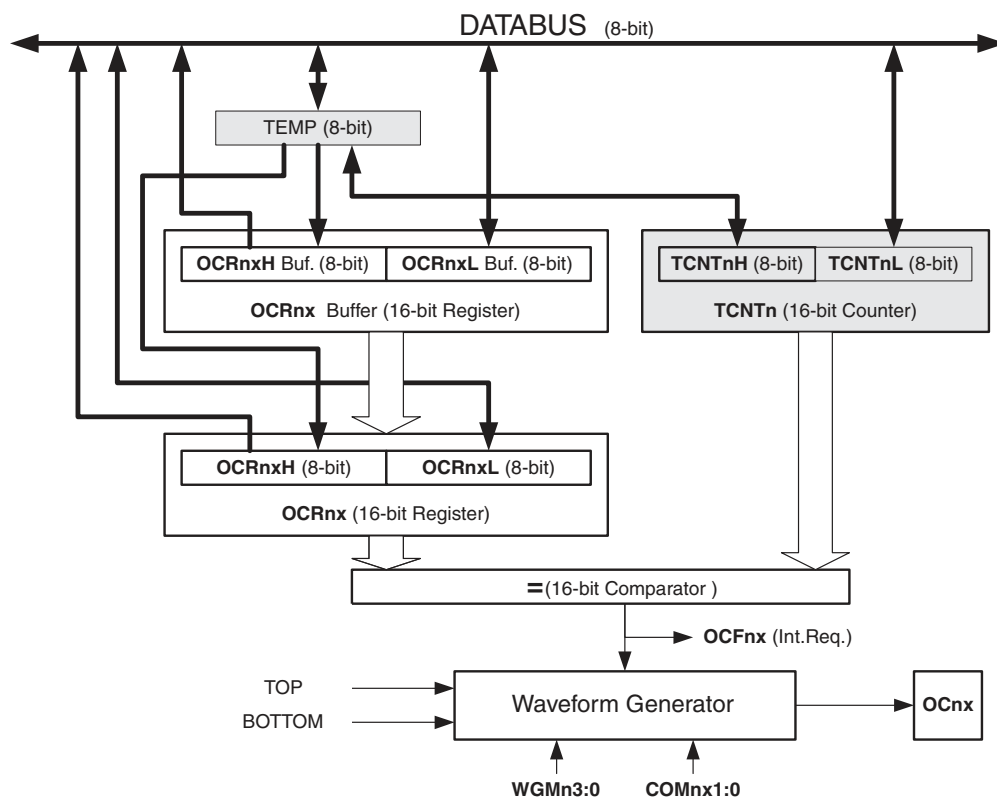 DATABUS (8-bit)
TEMP (8-bit)
OCRnxH Buf. (8-bit) OCRnxL Buf. (8-bit)
OCRnx Buffer (16-bit Register)
TCNTnH (8-bit) TCNTnL (8-bit)
TCNTn (16-bit Counter)
OCRnxH (8-bit) OCRnxL (8-bit)
OCRnx (16-bit Register)
= (16-bit Comparator )
OCFnx (Int.Req.)
TOP
BOTTOM
Waveform Generator
OCnx
WGMn3:0 COMnx1:0